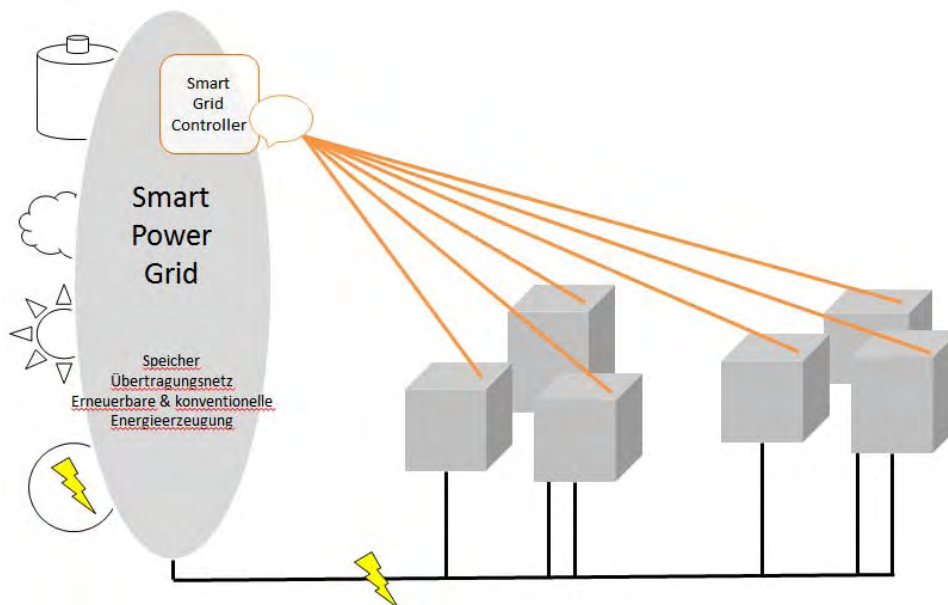 Smart
Grid
Controller
Smart
Power
Grid
Speicher
Übertragungsnetz
Erneuerbare & konventionelle
Energieerzeugung